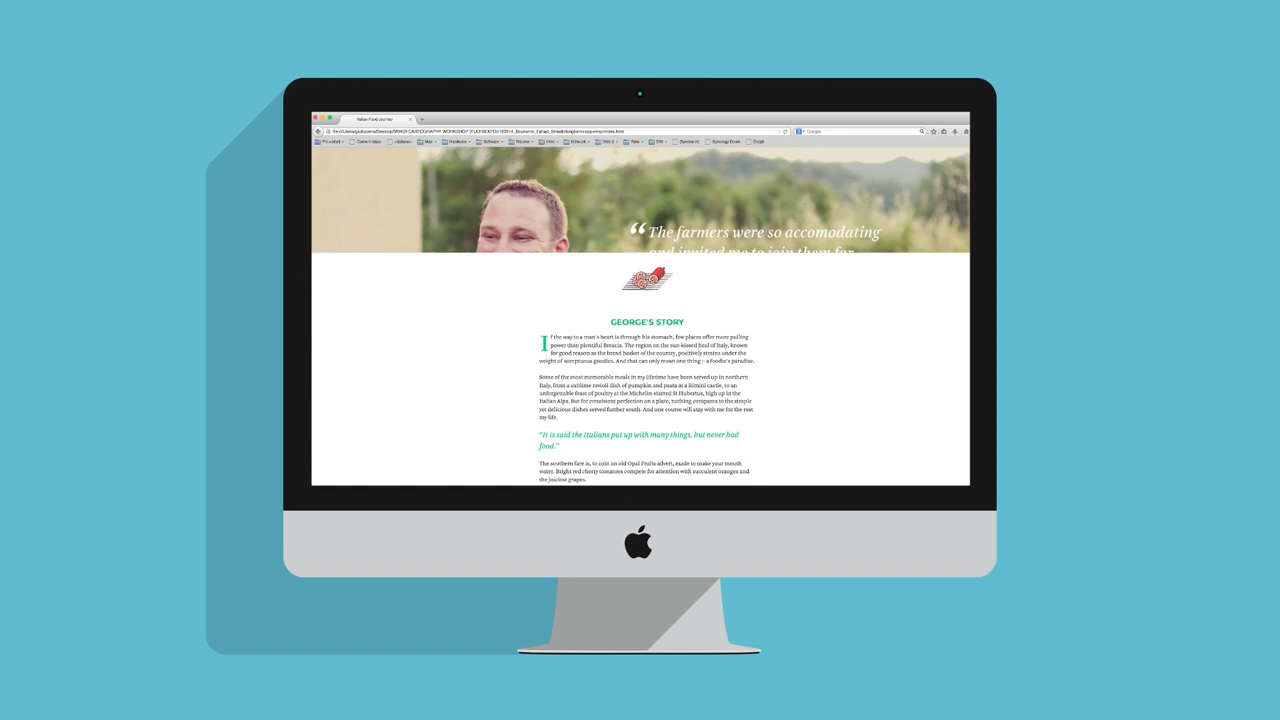 Italian Food Journey
Google
Hardware
Software
Network
“The farmers were so accomodating
and invited me to join them for
GEORGE'S STORY
If the way to a man's heart is through his stomach, few places offer more pulling
power than plentiful Brescia. The region on the sun-kissed heal of Italy, known
for good reason as the bread basket of the country, positively strains under the
weight of sumptuous goodies. And that can only mean one thing – a foodie's paradise.
Some of the most memorable meals in my lifetime have been served up in northern
Italy, from a sublime ravioli dish of pumpkin and pasta at a Rimini castle, to an
unforgettable feast of poultry at the Michelin-starred St Hubertus, high up in the
Italian Alps. But for consistent perfection on a plate, nothing compares to the simple
yet delicious dishes served further south. And one course will stay with me for the rest
my life.
“It is said the Italians put up with many things, but never bad
food.”
The southern fare is, to coin an old Opal Fruits advert, made to make your mouth
water. Bright red cherry tomatoes compete for attention with succulent oranges and
the juiciest grapes.